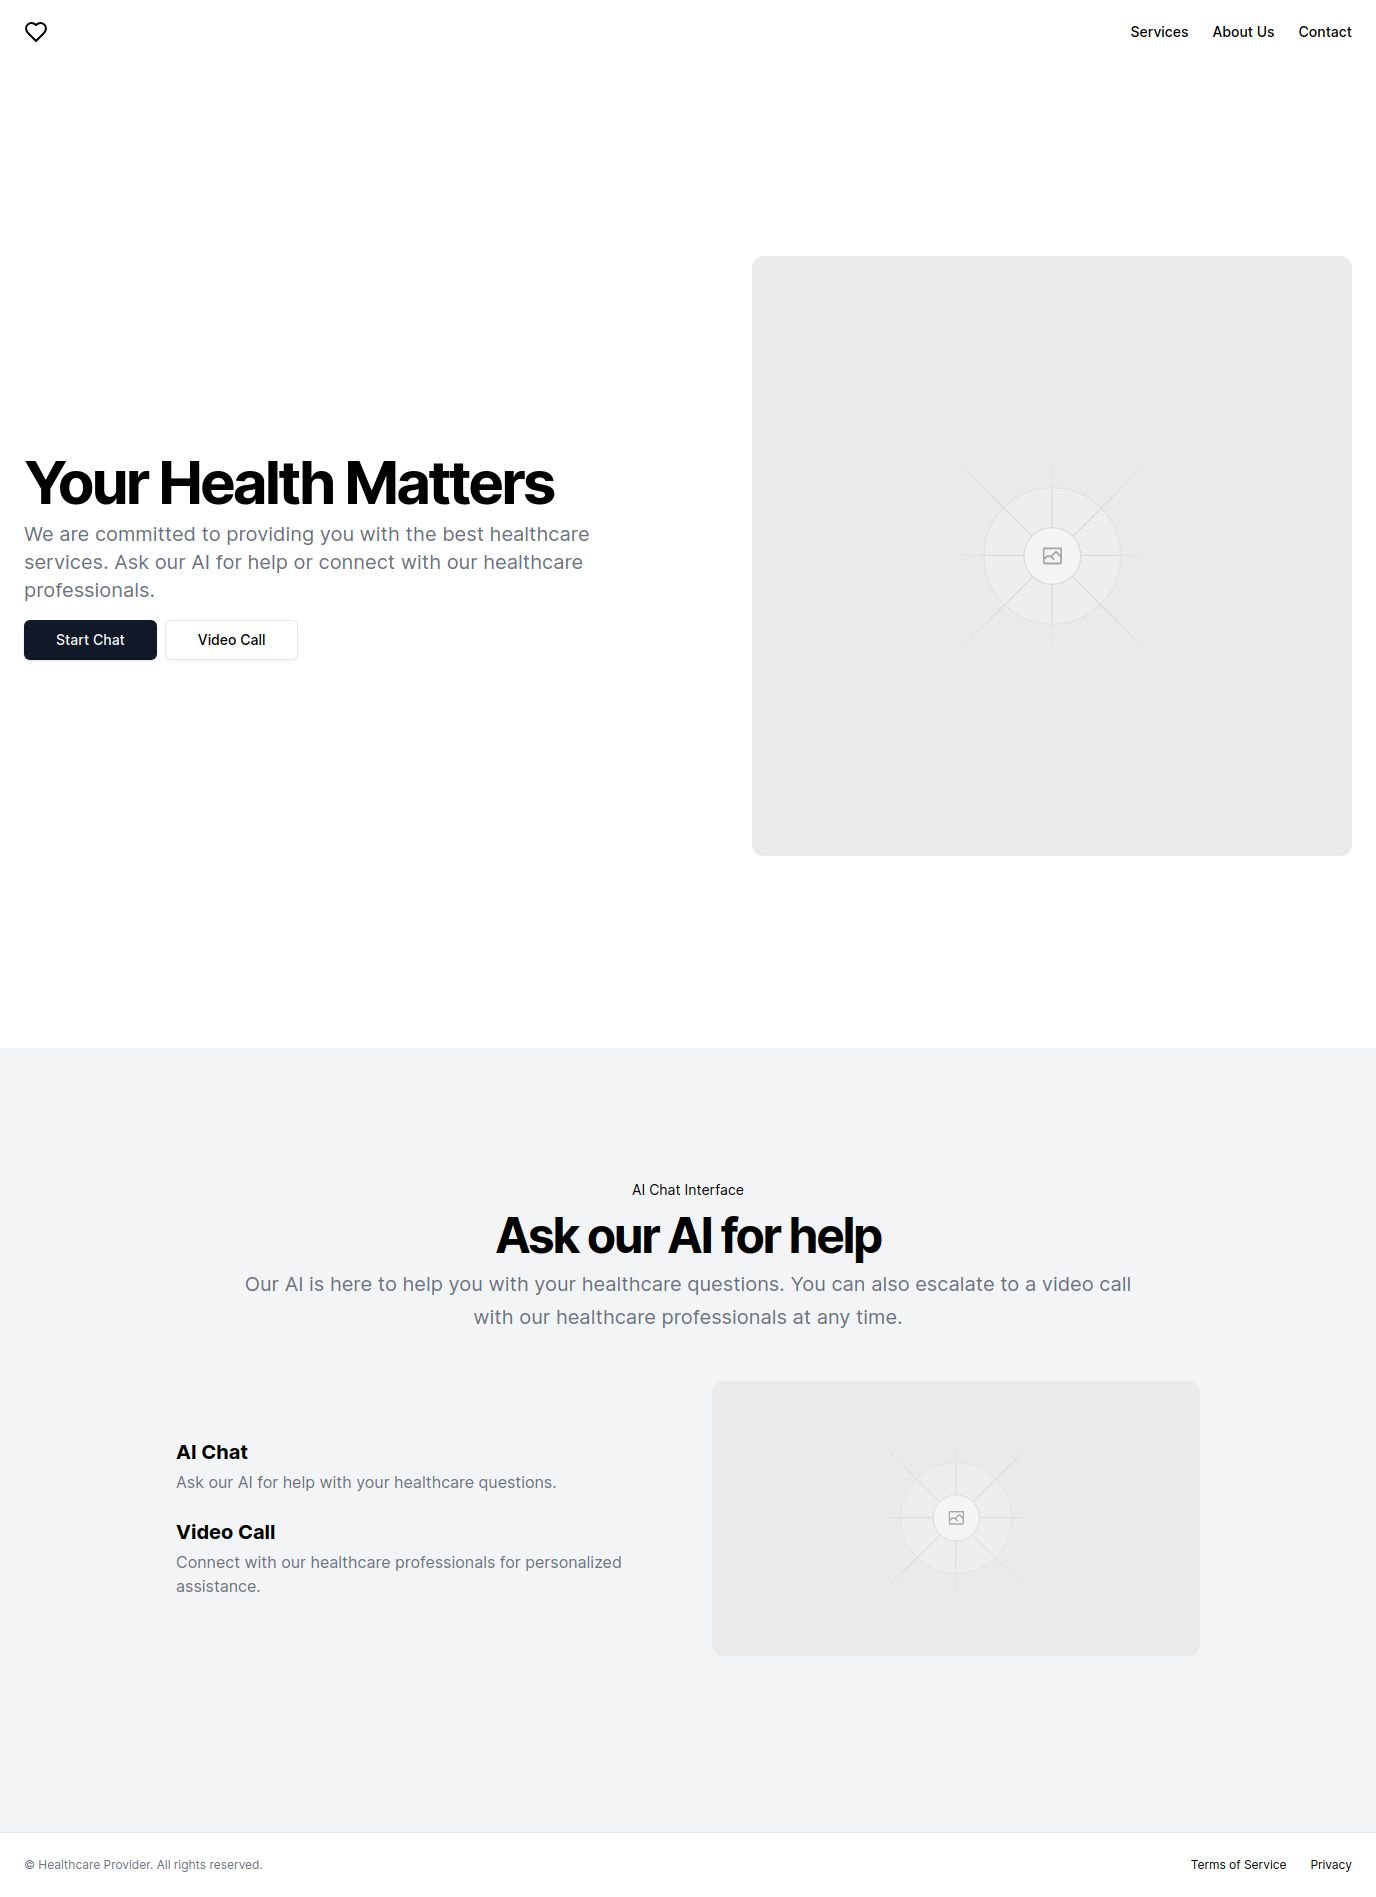 Services
About Us
Contact
Your Health Matters
We are committed to providing you with the best healthcare
services. Ask our AI for help or connect with our healthcare
professionals.
Start Chat
Video Call
AI Chat Interface
Ask our AI for help
Our AI is here to help you with your healthcare questions. You can also escalate to a video call
with our healthcare professionals at any time.
AI Chat
Ask our AI for help with your healthcare questions.
Video Call
Connect with our healthcare professionals for personalized
assistance.
© Healthcare Provider. All rights reserved.
Terms of Service
Privacy